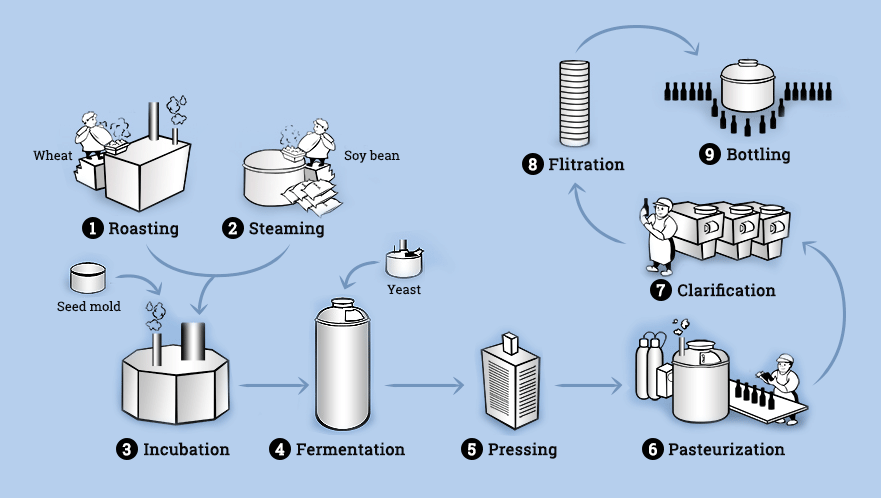 Wheat
Soy bean
1 Roasting
2 Steaming
Seed mold
Yeast
3 Incubation
4 Fermentation
5 Pressing
6 Pasteurization
7 Clarification
8 Flitration
9 Bottling